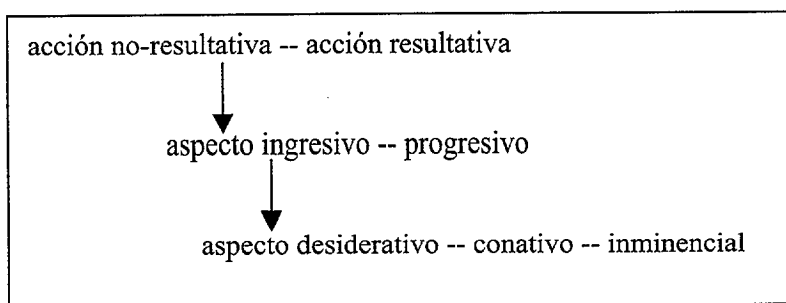 acción no-resultativa -- acción resultativa
aspecto ingresivo -- progresivo
aspecto desiderativo -- conativo -- inminencial